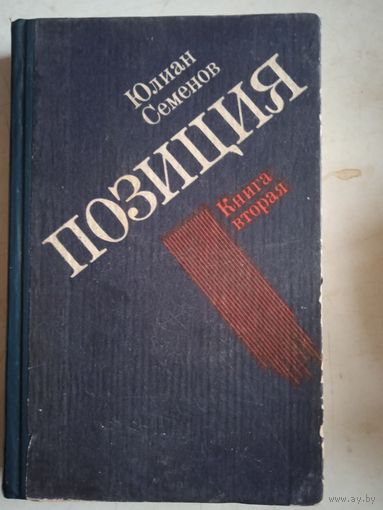 Юлиан
Семенов
ПОЗИЦИЯ
Книга
вторая
www.ay.by